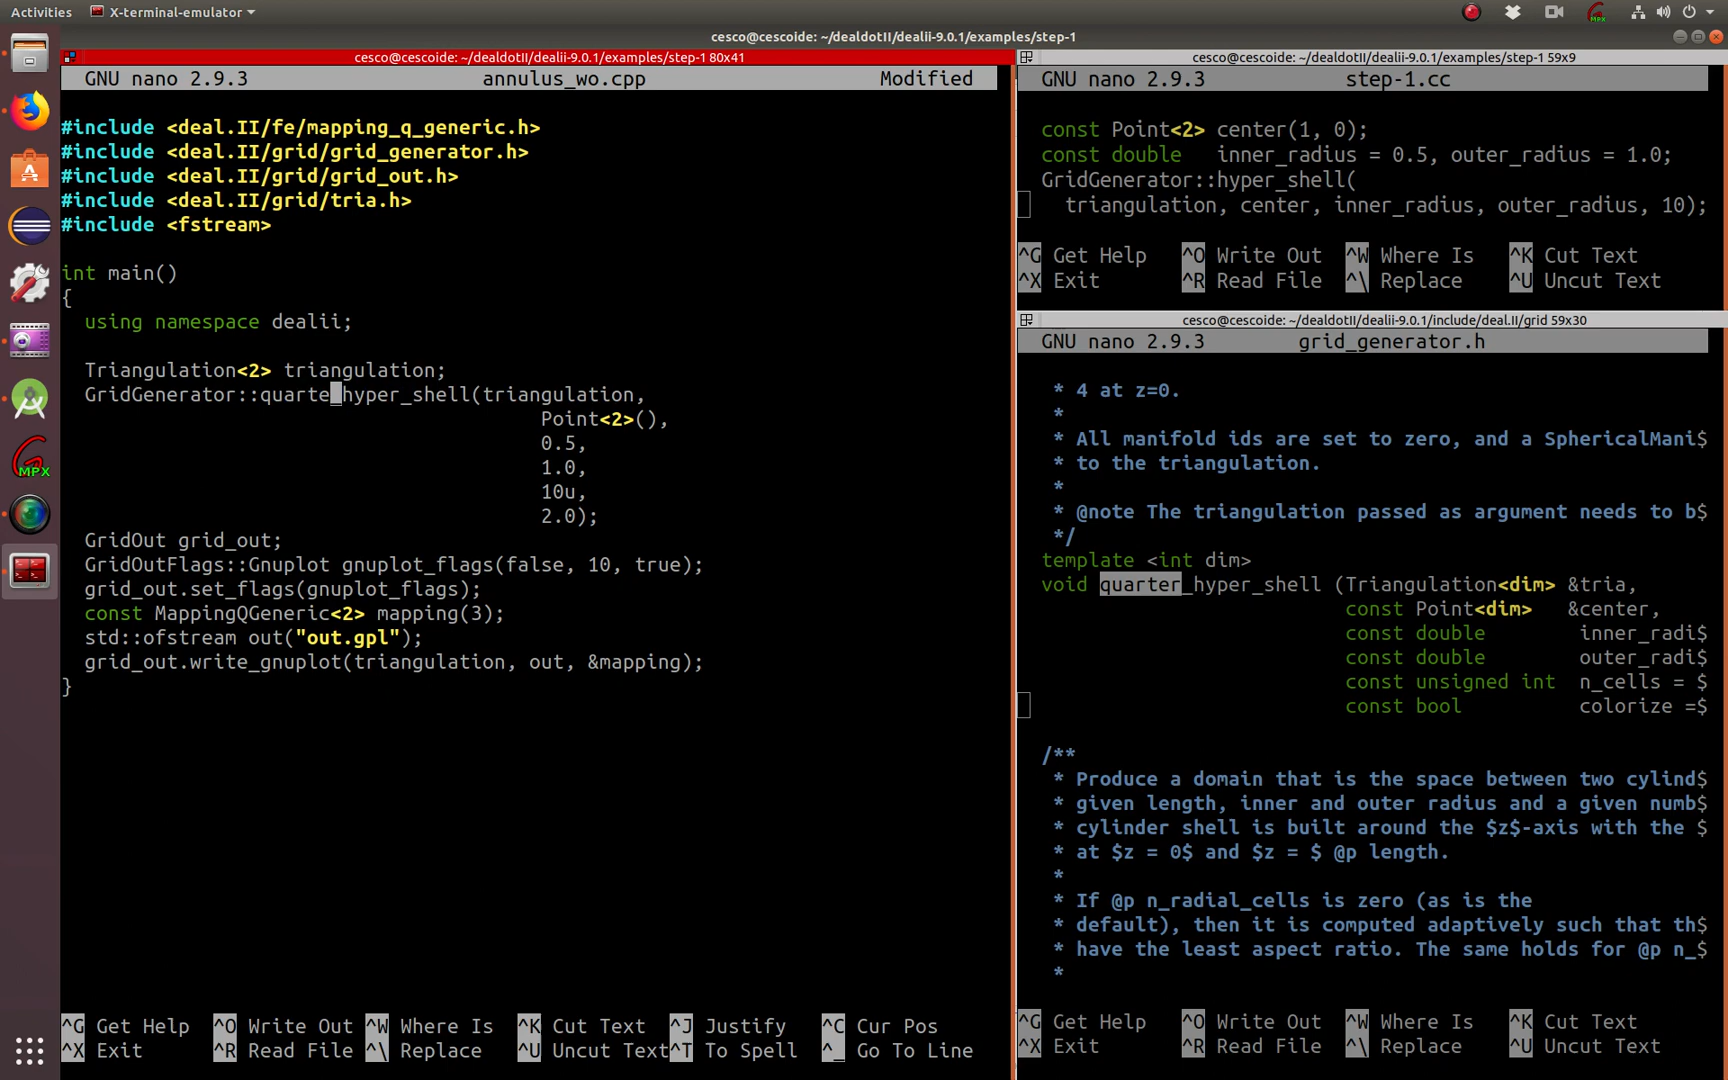 Activities X-terminal-emulator
cesco@cescoide: ~/dealdotII/dealii-9.0.1/examples/step-1
cesco@cescoide: ~/dealdotII/dealii-9.0.1/examples/step-1 80x41
GNU nano 2.9.3 annulus_wo.cpp Modified
#include <deal.II/fe/mapping_q_generic.h>
#include <deal.II/grid/grid_generator.h>
#include <deal.II/grid/grid_out.h>
#include <deal.II/grid/tria.h>
#include <fstream>
int main()
{
using namespace dealii;
Triangulation<2> triangulation;
GridGenerator::quarte hyper_shell(triangulation,
Point<2>(),
0.5,
1.0,
10u,
2.0);
GridOut grid_out;
GridOutFlags::Gnuplot gnuplot_flags(false, 10, true);
grid_out.set_flags(gnuplot_flags);
const MappingQGeneric<2> mapping(3);
std::ofstream out("out.gpl");
grid_out.write_gnuplot(triangulation, out, &mapping);
}
^G Get Help ^O Write Out ^W Where Is ^K Cut Text ^J Justify ^C Cur Pos
^X Exit ^R Read File ^\ Replace ^U Uncut Text ^T To Spell ^_ Go To Line
cesco@cescoide: ~/dealdotII/dealii-9.0.1/examples/step-1 59x9
GNU nano 2.9.3 step-1.cc
const Point<2> center(1, 0);
const double inner_radius = 0.5, outer_radius = 1.0;
GridGenerator::hyper_shell(
triangulation, center, inner_radius, outer_radius, 10);
^G Get Help ^O Write Out ^W Where Is ^K Cut Text
^X Exit ^R Read File ^\ Replace ^U Uncut Text
cesco@cescoide: ~/dealdotII/dealii-9.0.1/include/deal.II/grid 59x30
GNU nano 2.9.3 grid_generator.h
* 4 at z=0.
*
* All manifold ids are set to zero, and a SphericalMani$
* to the triangulation.
*
* @note The triangulation passed as argument needs to b$
*/
template <int dim>
void quarter_hyper_shell (Triangulation<dim> &tria,
const Point<dim> &center,
const double inner_radi$
const double outer_radi$
const unsigned int n_cells = $
const bool colorize =$
/**
* Produce a domain that is the space between two cylind$
* given length, inner and outer radius and a given numb$
* cylinder shell is built around the $z$-axis with the $
* at $z = 0$ and $z = $ @p length.
*
* If @p n_radial_cells is zero (as is the
* default), then it is computed adaptively such that th$
* have the least aspect ratio. The same holds for @p n_$
*
^G Get Help ^O Write Out ^W Where Is ^K Cut Text
^X Exit ^R Read File ^\ Replace ^U Uncut Text
MPX
MPX